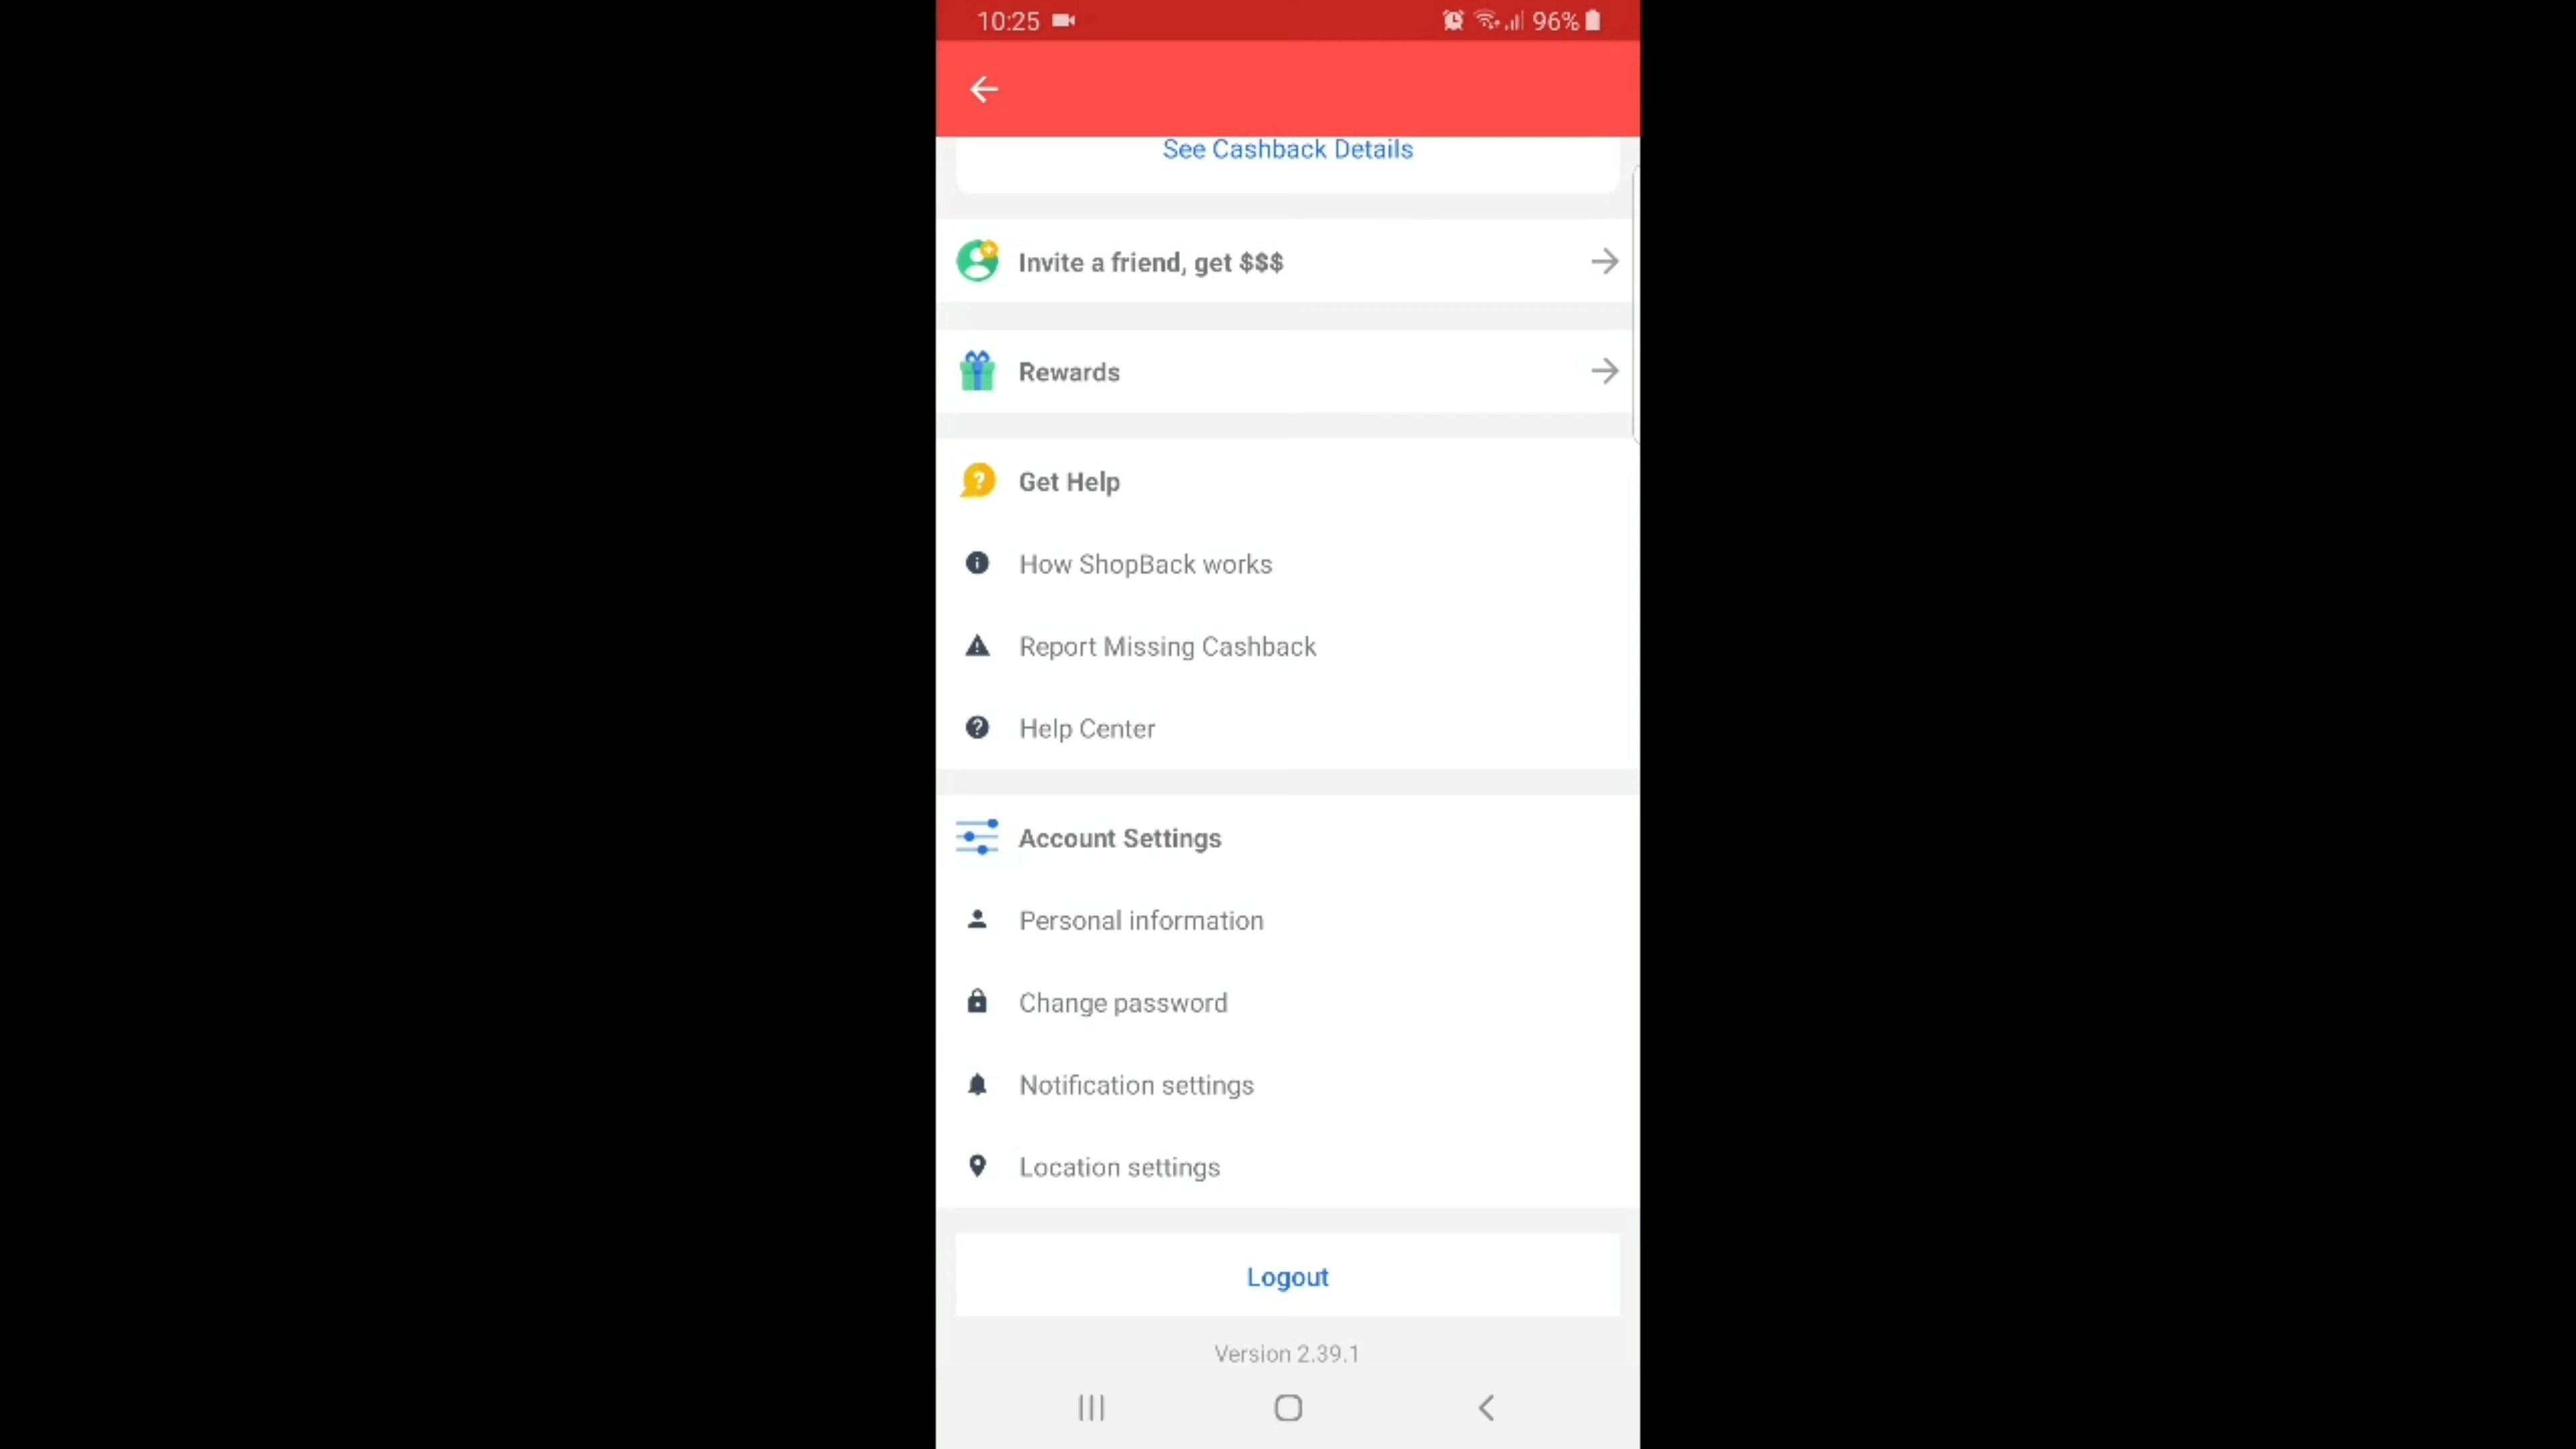 10:25 96%
See Cashback Details
Invite a friend, get $$$
Rewards
Get Help
How ShopBack works
Report Missing Cashback
Help Center
Account Settings
Personal information
Change password
Notification settings
Location settings
Logout
Version 2.39.1